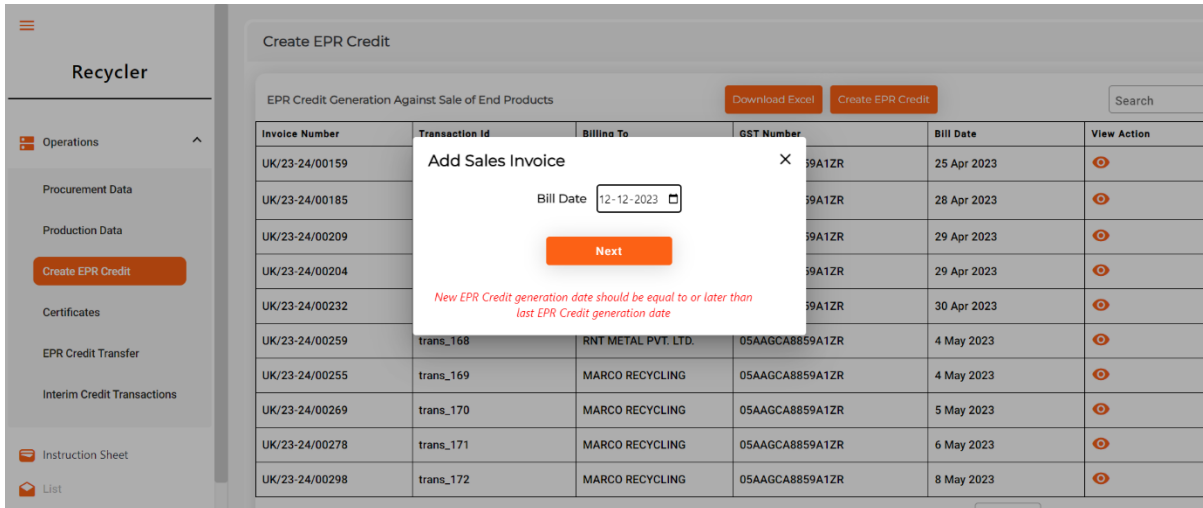 Recycler
Operations
Procurement Data
Production Data
Create EPR Credit
Certificates
EPR Credit Transfer
Interim Credit Transactions
Instruction Sheet
List
Create EPR Credit
EPR Credit Generation Against Sale of End Products Download Excel Create EPR Credit Search
Invoice Number Transaction Id Billing To GST Number Bill Date View Action
UK/23-24/00159 59A1ZR 25 Apr 2023
UK/23-24/00185 59A1ZR 28 Apr 2023
UK/23-24/00209 59A1ZR 29 Apr 2023
UK/23-24/00204 59A1ZR 29 Apr 2023
UK/23-24/00232 59A1ZR 30 Apr 2023
UK/23-24/00259 trans_168 RNT METAL PVT. LTD. 05AAGCA8859A1ZR 4 May 2023
UK/23-24/00255 trans_169 MARCO RECYCLING 05AAGCA8859A1ZR 4 May 2023
UK/23-24/00269 trans_170 MARCO RECYCLING 05AAGCA8859A1ZR 5 May 2023
UK/23-24/00278 trans_171 MARCO RECYCLING 05AAGCA8859A1ZR 6 May 2023
UK/23-24/00298 trans_172 MARCO RECYCLING 05AAGCA8859A1ZR 8 May 2023
Add Sales Invoice
Bill Date 12-12-2023
Next
New EPR Credit generation date should be equal to or later than
last EPR Credit generation date